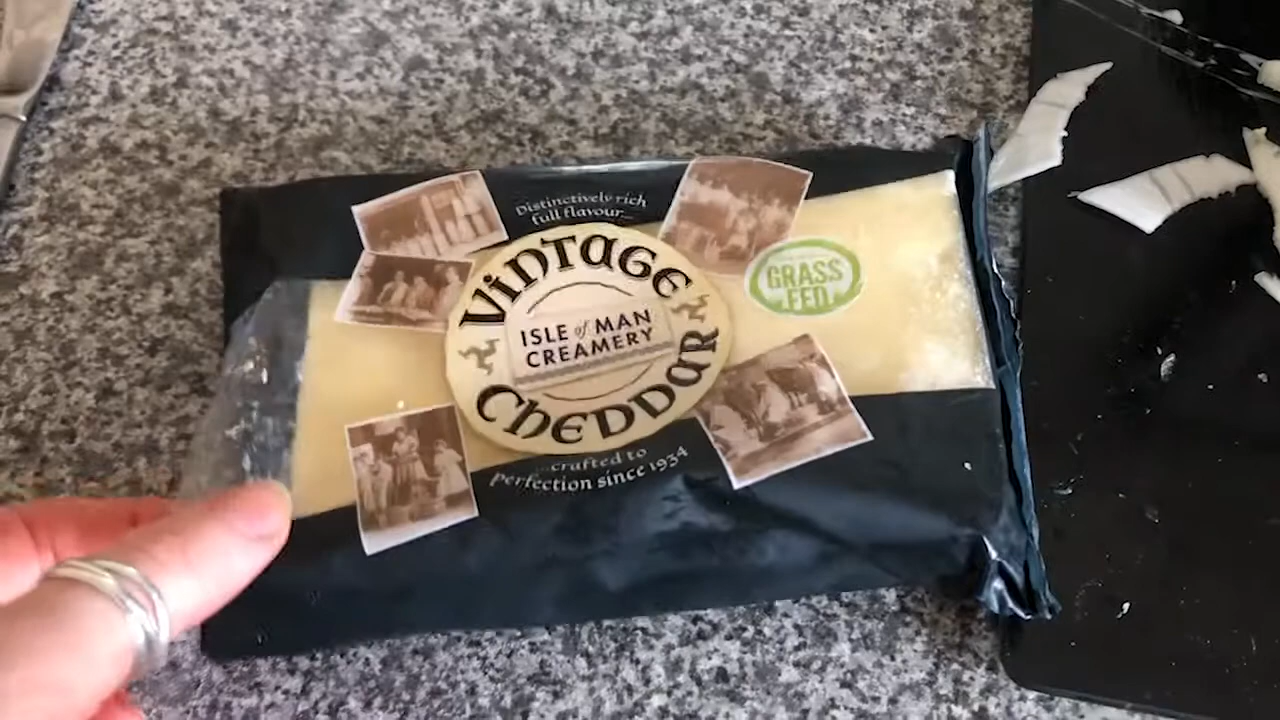 Distinctively rich
full flavour...
VINTAGE
ISLE of MAN
CREAMERY
CHEDDAR
GRASS
FED
...crafted to
perfection since 1934